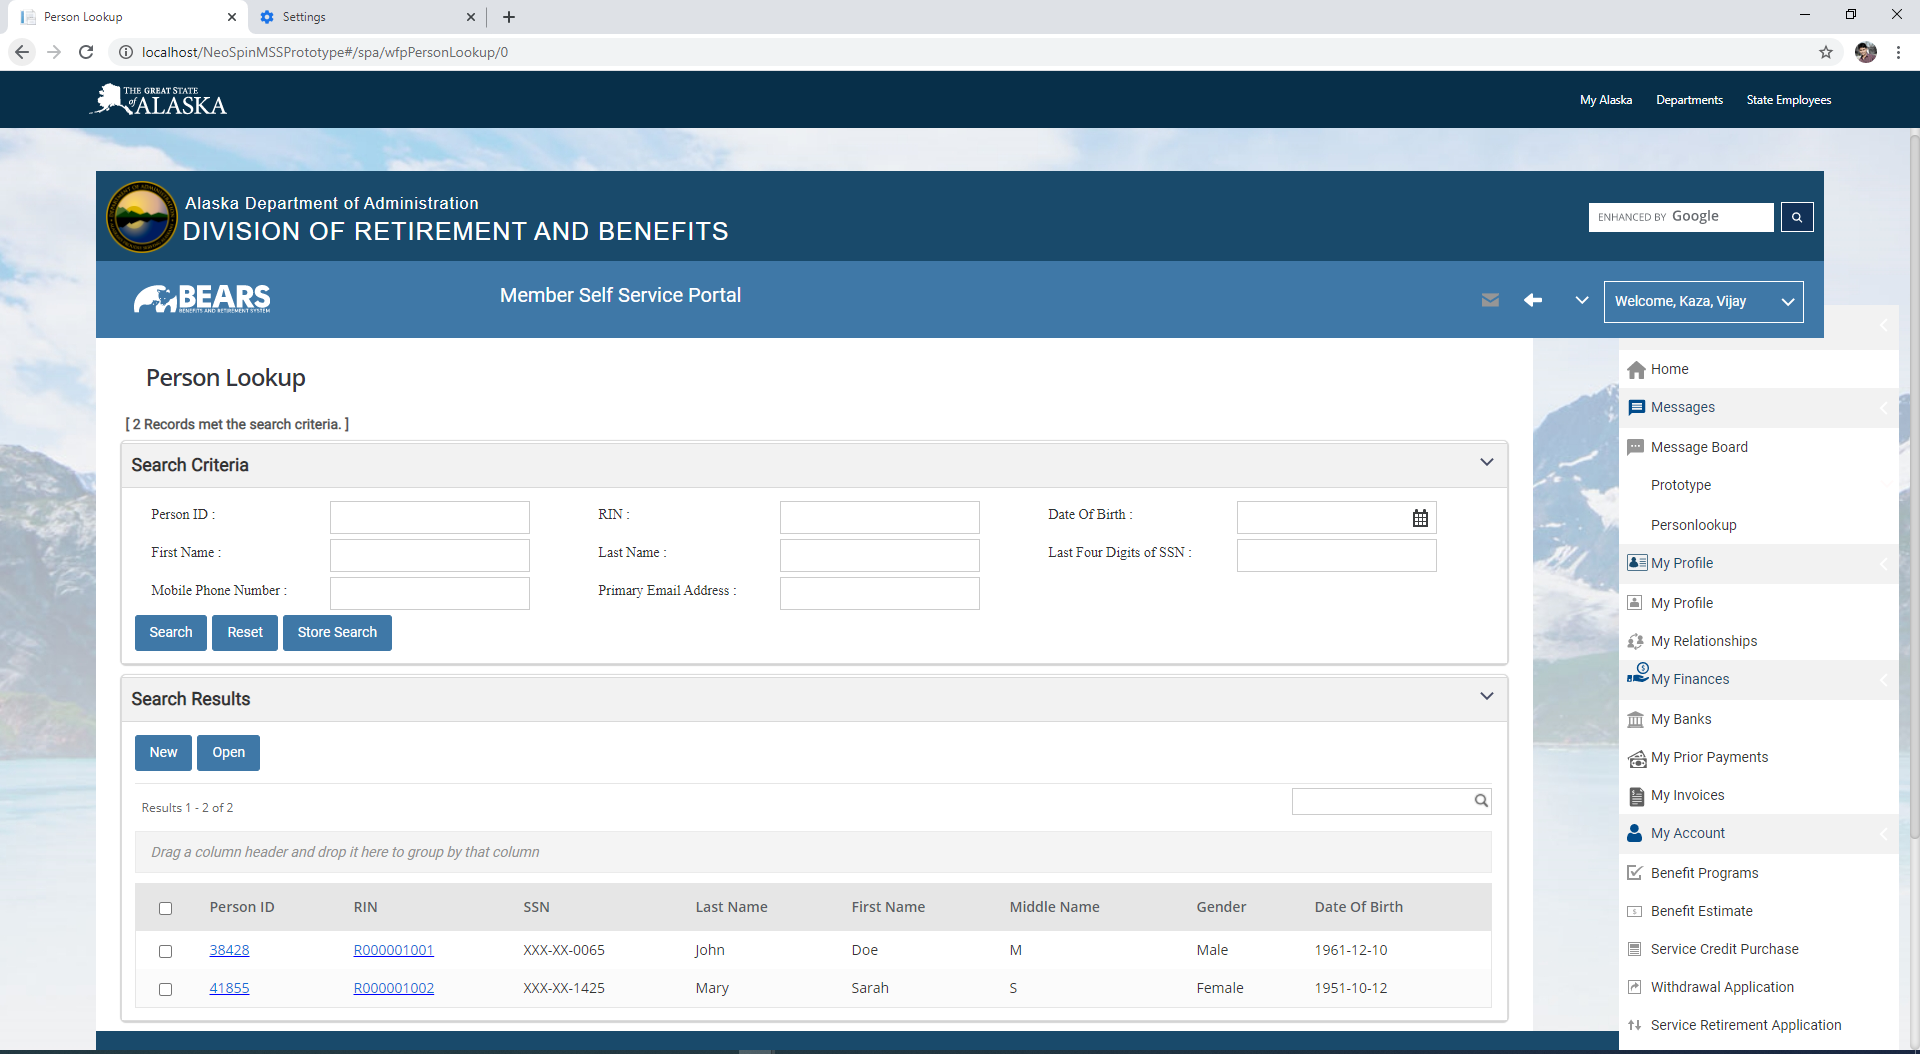 Person Lookup
Settings
localhost/NeoSpinMSSPrototype#/spa/wfpPersonLookup/0
THE GREAT STATE
of ALASKA
My Alaska Departments State Employees
Alaska Department of Administration
DIVISION OF RETIREMENT AND BENEFITS
ENHANCED BY Google
BEARS
BENEFITS AND RETIREMENT SYSTEM
Member Self Service Portal
Welcome, Kaza, Vijay
Person Lookup
[ 2 Records met the search criteria. ]
Search Criteria
Person ID : RIN : Date Of Birth :
First Name : Last Name : Last Four Digits of SSN :
Mobile Phone Number : Primary Email Address :
Search Reset Store Search
Search Results
New Open
Results 1 - 2 of 2
Drag a column header and drop it here to group by that column
Person ID RIN SSN Last Name First Name Middle Name Gender Date Of Birth
38428 R000001001 XXX-XX-0065 John Doe M Male 1961-12-10
41855 R000001002 XXX-XX-1425 Mary Sarah S Female 1951-10-12
Home
Messages
Message Board
Prototype
Personlookup
My Profile
My Profile
My Relationships
My Finances
My Banks
My Prior Payments
My Invoices
My Account
Benefit Programs
Benefit Estimate
Service Credit Purchase
Withdrawal Application
Service Retirement Application